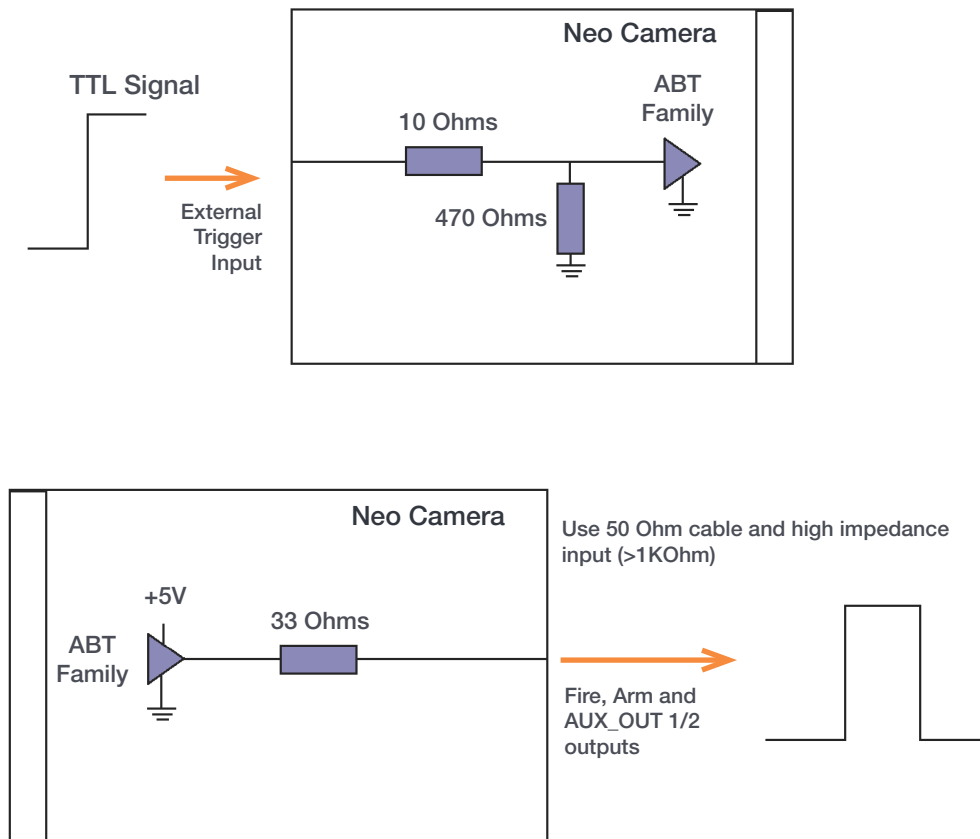 Neo Camera
TTL Signal
ABT
Family
10 Ohms
470 Ohms
External
Trigger
Input
Neo Camera
Use 50 Ohm cable and high impedance
input (>1KOhm)
+5V
33 Ohms
ABT
Family
Fire, Arm and
AUX_OUT 1/2
outputs